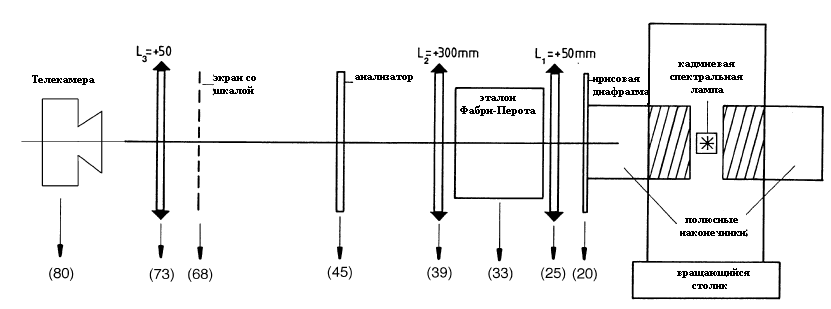 Телекамера
L₃=+50
экран со
шкалой
анализатор
L₂=+300mm
эталон
Фабри-Перота
L₁=+50mm
ирисовая
диафрагма
кадмиевая
спектральная
лампа
полюсные
наконечники;
вращающийся
столик
(80)
(73)
(68)
(45)
(39)
(33)
(25)
(20)